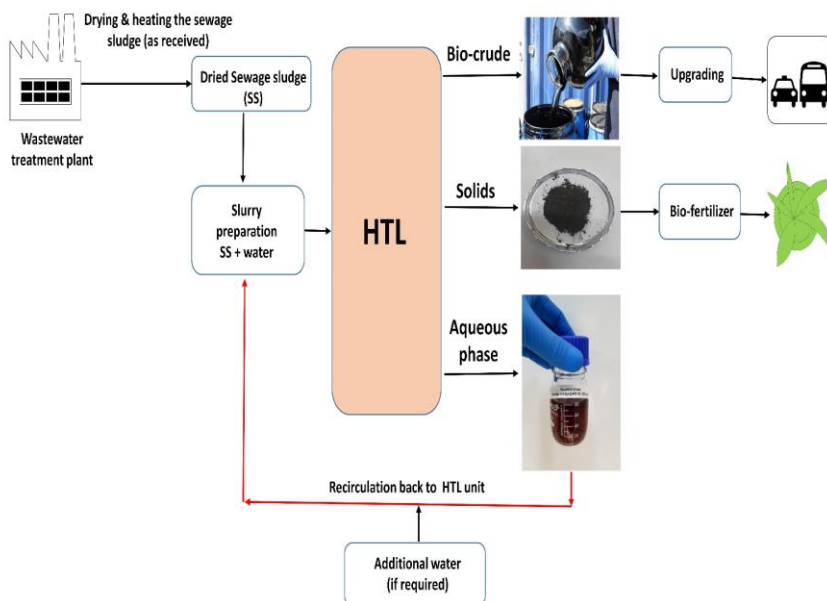 Drying & heating the sewage
sludge (as received)
Dried Sewage sludge
(SS)
Wastewater
treatment plant
Slurry
preparation
SS + water
HTL
Bio-crude
Upgrading
Solids
Bio-fertilizer
Aqueous
phase
Recirculation back to HTL unit
Additional water
(if required)